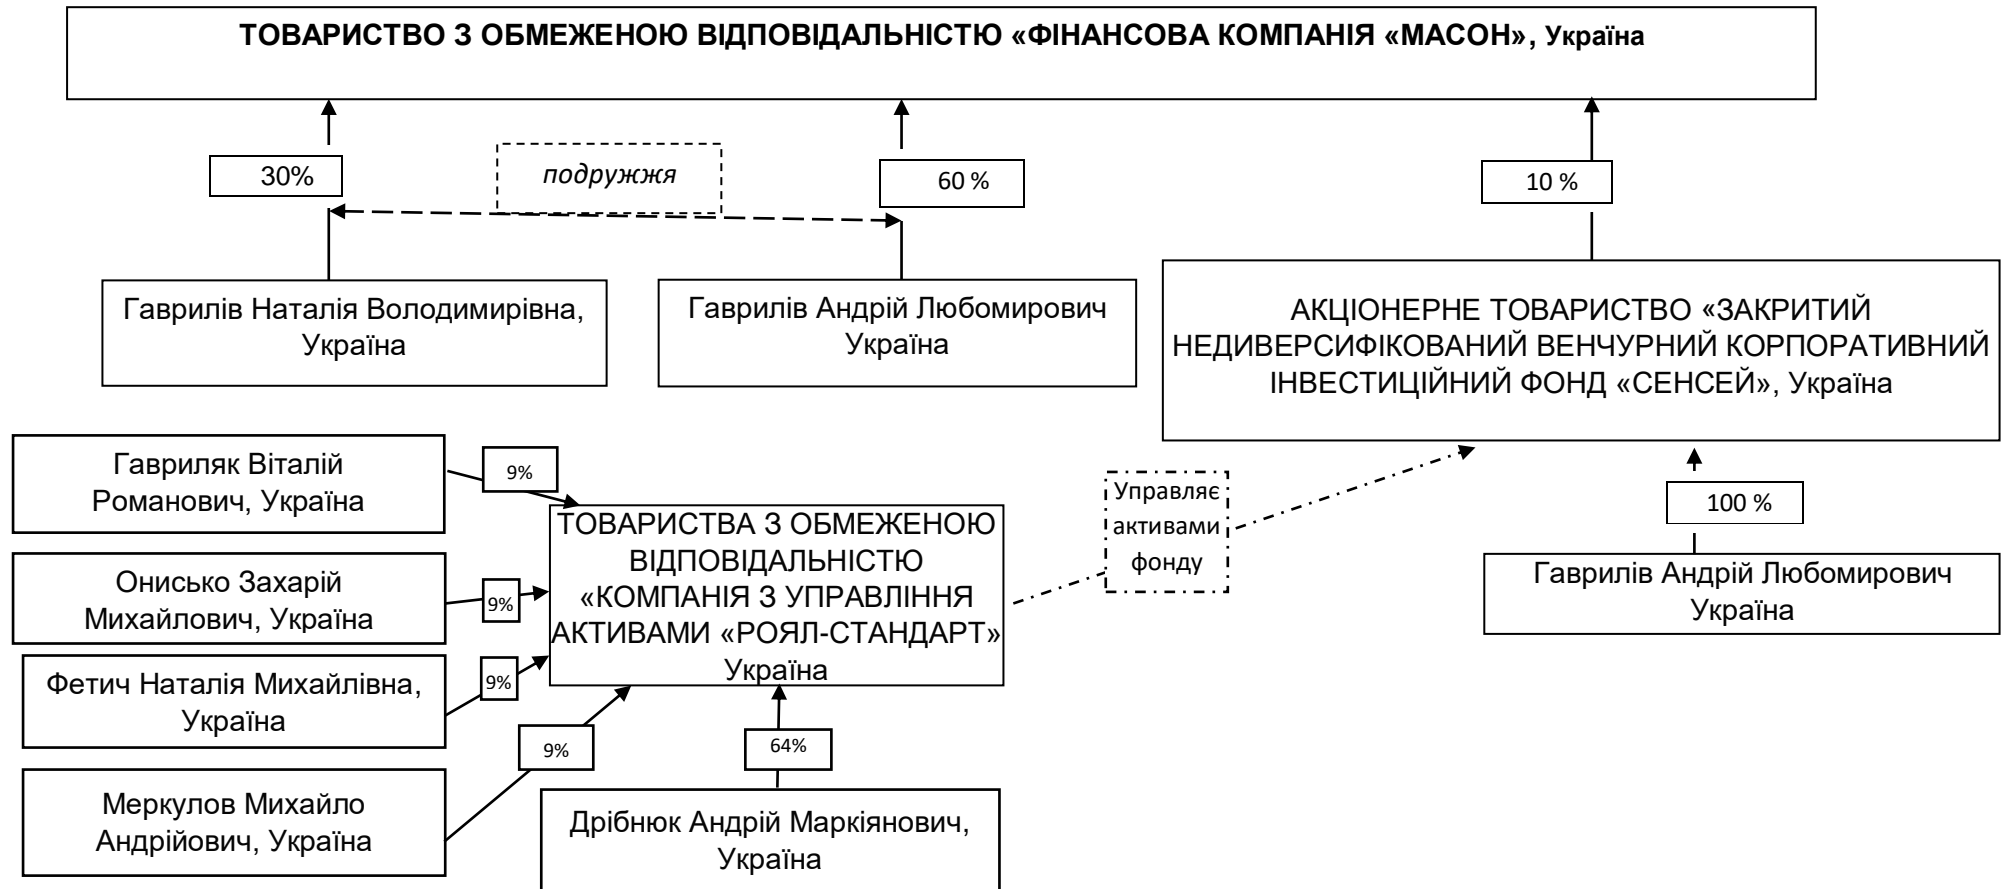 ТОВАРИСТВО З ОБМЕЖЕНОЮ ВІДПОВІДАЛЬНІСТЮ «ФІНАНСОВА КОМПАНІЯ «МАСОН», Україна
30%
подружжя
60 %
10 %
Гаврилів Наталія Володимирівна,
Україна
Гаврилів Андрій Любомирович
Україна
АКЦІОНЕРНЕ ТОВАРИСТВО «ЗАКРИТИЙ
НЕДИВЕРСИФІКОВАНИЙ ВЕНЧУРНИЙ КОРПОРАТИВНИЙ
ІНВЕСТИЦІЙНИЙ ФОНД «СЕНСЕЙ», Україна
Гавриляк Віталій
Романович, Україна
9%
Онисько Захарій
Михайлович, Україна
9%
Фетич Наталія Михайлівна,
Україна
9%
Меркулов Михайло
Андрійович, Україна
9%
ТОВАРИСТВА З ОБМЕЖЕНОЮ
ВІДПОВІДАЛЬНІСТЮ
«КОМПАНІЯ З УПРАВЛІННЯ
АКТИВАМИ «РОЯЛ-СТАНДАРТ»
Україна
64%
Дрібнюк Андрій Маркіянович,
Україна
Управляє
активами
фонду
100 %
Гаврилів Андрій Любомирович
Україна